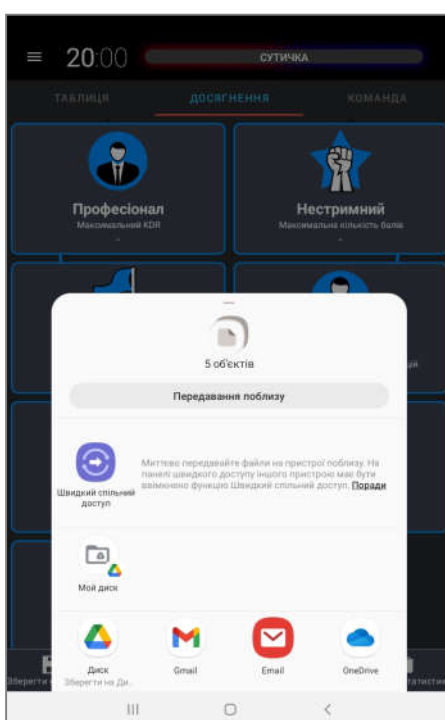 20:00
СУТИЧКА
ТАБЛИЦЯ
ДОСЯГНЕННЯ
КОМАНДА
Професіонал
Максимальний KDR
-
Нестримний
Максимальна кількість балів
-
5 об'єктів
Передавання поблизу
Швидкий спільний
доступ
Миттєво передавайте файли на пристрої поблизу. На
панелі швидкого доступу іншого пристрою має бути
ввімкнено функцію Швидкий спільний доступ. Поради
Мой диск
Диск
Зберегти на Ди...
Gmail
Email
OneDrive
Зберегти